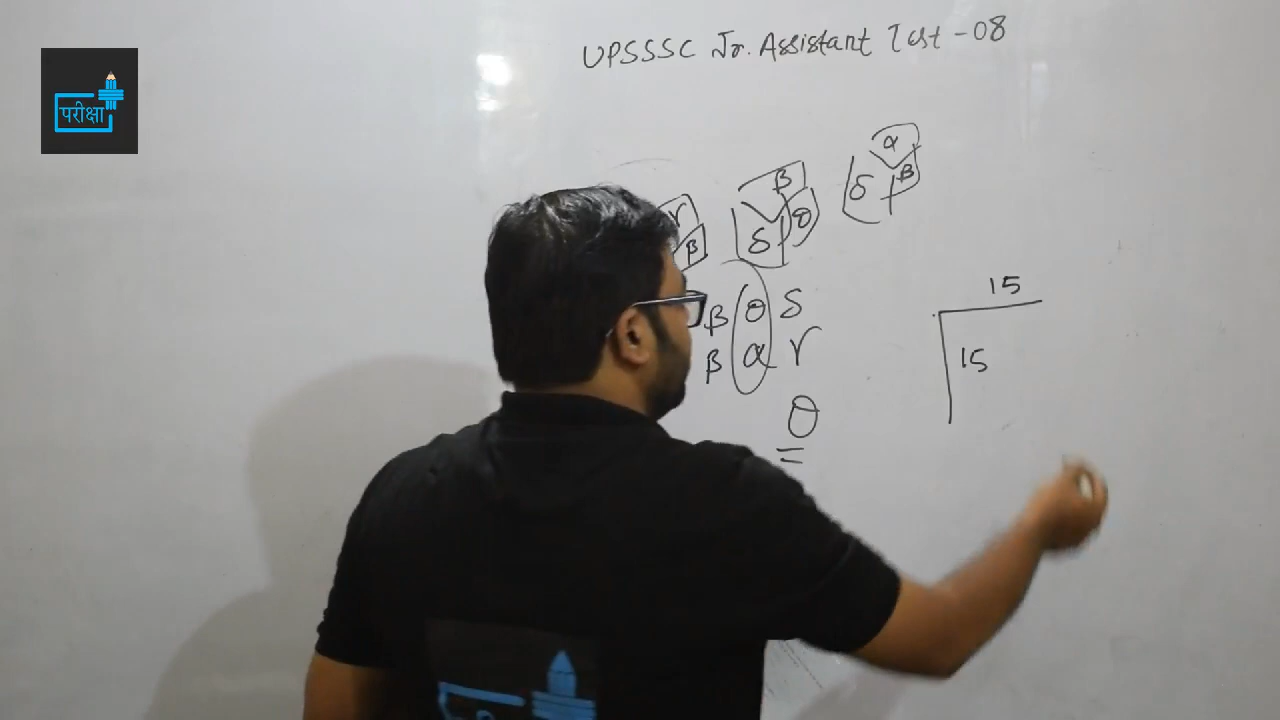 परीक्षा
UPSSSC Jr. Assistant Test - 08
α
δ β
β
δ θ
r
β
β θ δ
β α r
θ
15
15